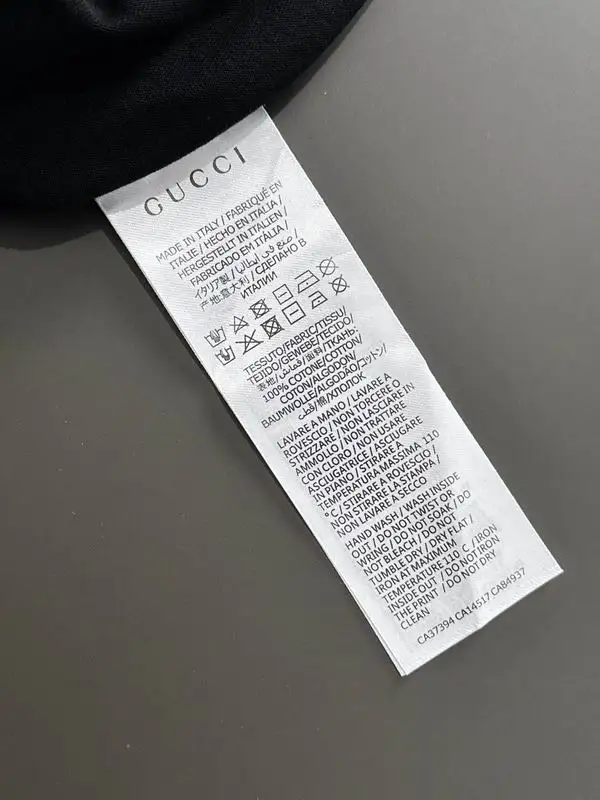 GUCCI
MADE IN ITALY / FABRIQUÉ EN
ITALIE / HECHO EN ITALIA /
HERGESTELLT IN ITALIEN /
FABRICADO EM ITÁLIA /
イタリア製 / صنع في إيطاليا /
产地:意大利 / СДЕЛАНО В
ИТАЛИИ
TESSUTO/FABRIC/TISSU/
TEJIDO/GEWEBE/TECIDO/
表地/قماش/面料/ТКАНЬ:
100% COTONE/COTTON/
COTON/ALGODON/
BAUMWOLLE/ALGODÃO/コットン/
قطن/棉/ХЛОПОК
LAVARE A MANO / LAVARE A
ROVESCIO / NON TORCERE O
STRIZZARE / NON LASCIARE IN
AMMOLLO / NON TRATTARE
CON CLORO / NON USARE
ASCIUGATRICE / ASCIUGARE
IN PIANO / STIRARE A
TEMPERATURA MASSIMA 110
°C / STIRARE A ROVESCIO /
NON STIRARE LA STAMPA /
NON LAVARE A SECCO
HAND WASH / WASH INSIDE
OUT / DO NOT TWIST OR
WRING / DO NOT SOAK / DO
NOT BLEACH / DO NOT
TUMBLE DRY / DRY FLAT /
IRON AT MAXIMUM
TEMPERATURE 110 C / IRON
INSIDE OUT / DO NOT IRON
THE PRINT / DO NOT DRY
CLEAN
CA37394 CA14517 CA84937